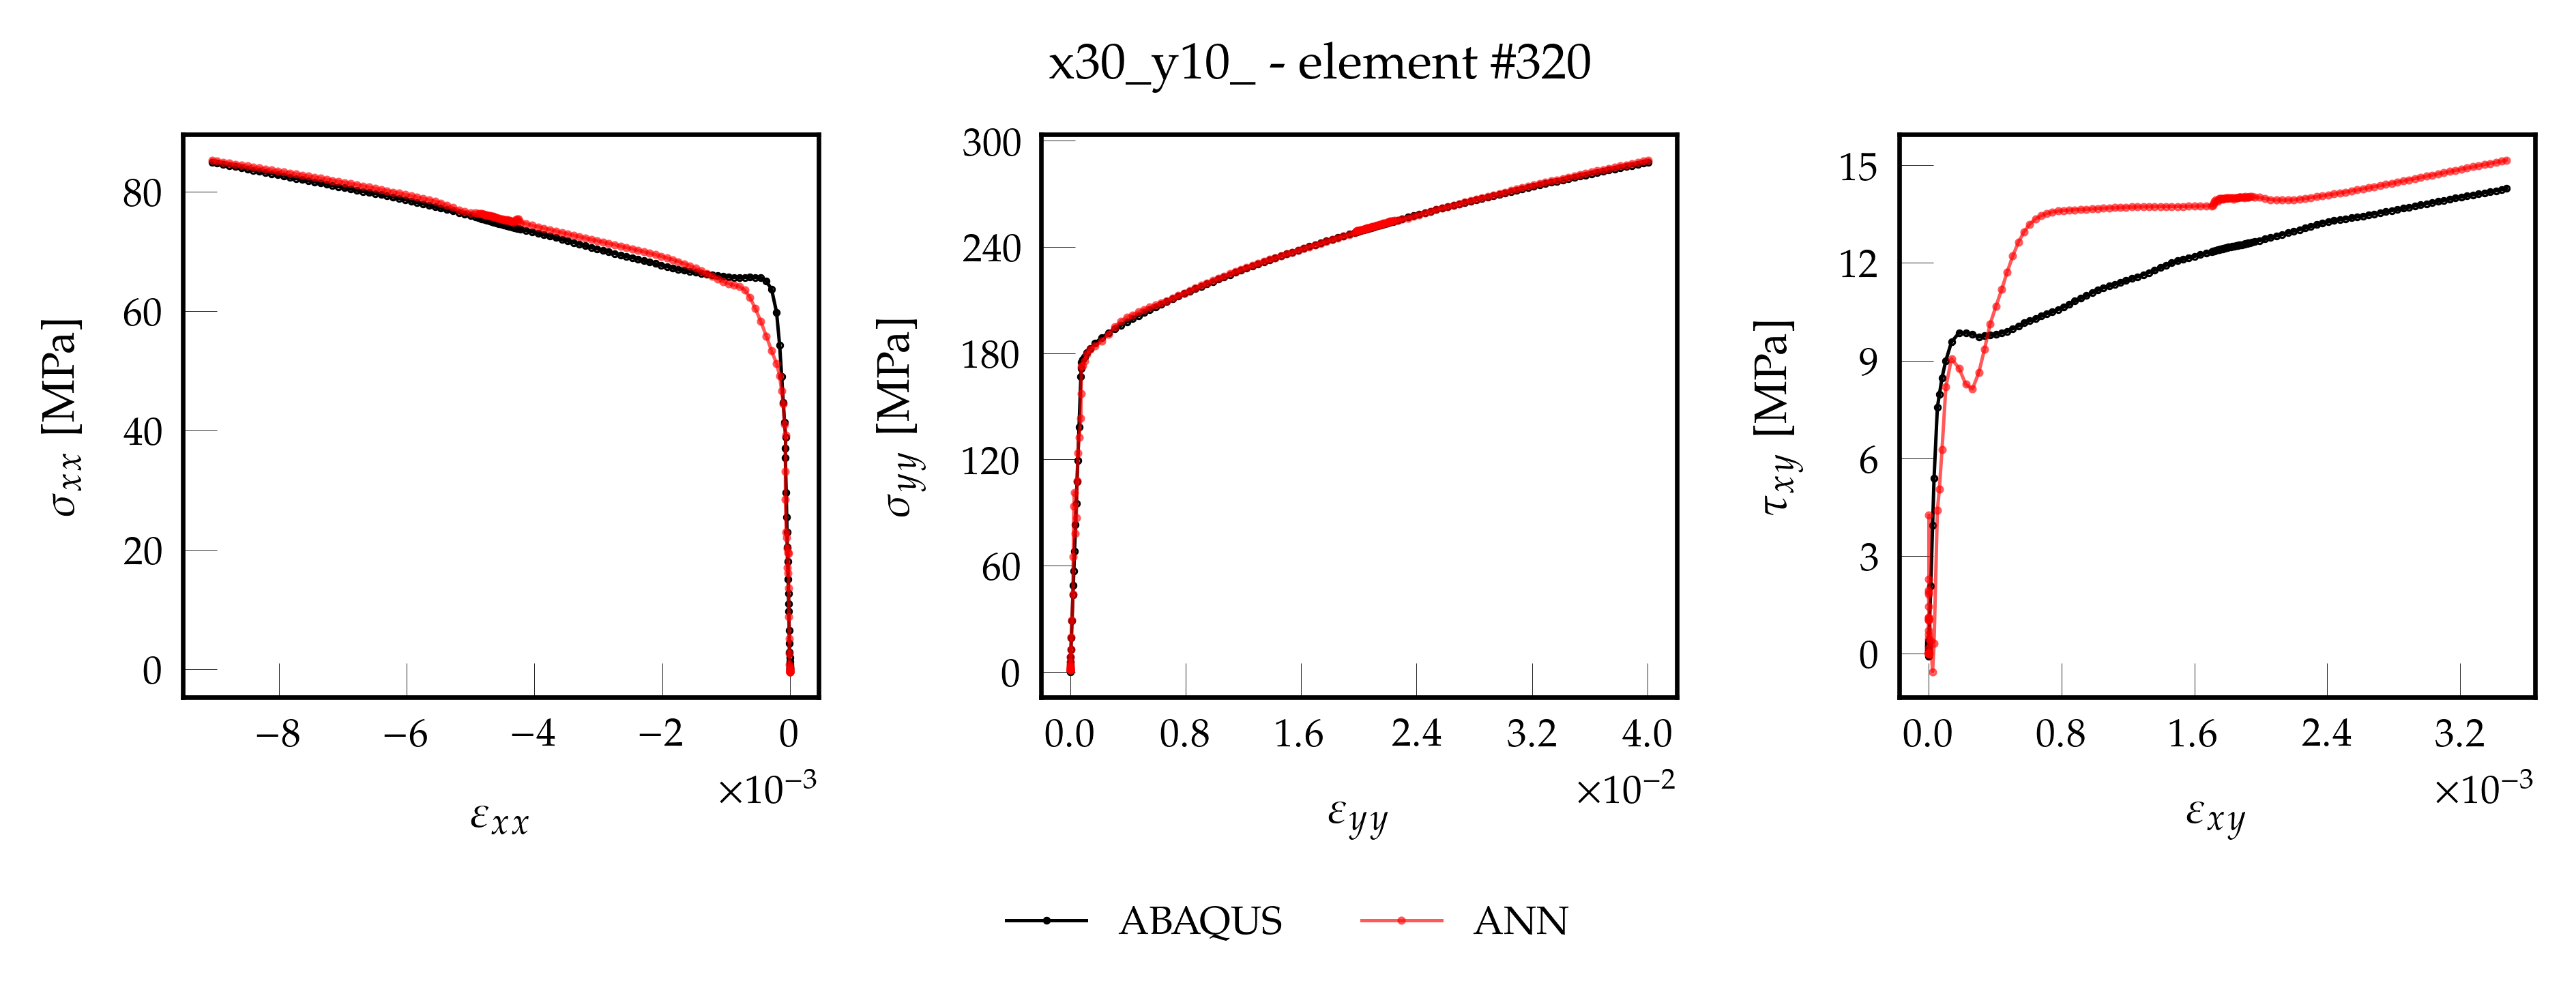 x30_y10_ - element #320
σxx [MPa]
80
60
40
20
0
−8 −6 −4 −2 0
×10⁻³
εxx
σyy [MPa]
300
240
180
120
60
0
0.0 0.8 1.6 2.4 3.2 4.0
×10⁻²
εyy
τxy [MPa]
15
12
9
6
3
0
0.0 0.8 1.6 2.4 3.2
×10⁻³
εxy
ABAQUS ANN